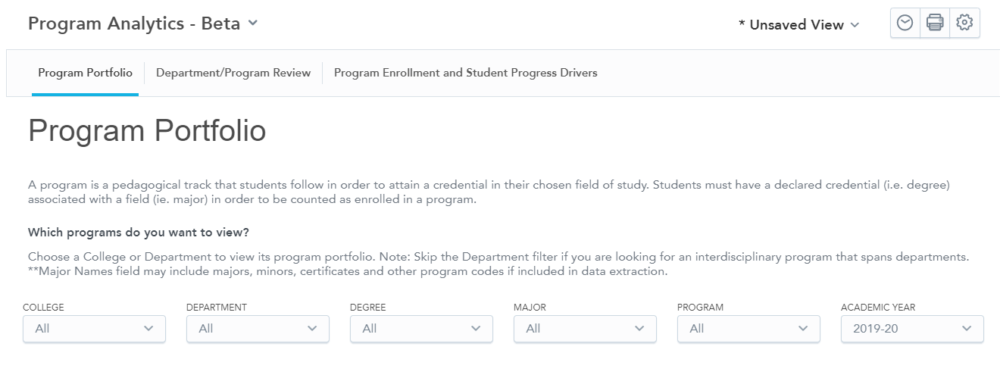 Program Analytics - Beta
* Unsaved View
Program Portfolio
Department/Program Review
Program Enrollment and Student Progress Drivers
Program Portfolio
A program is a pedagogical track that students follow in order to attain a credential in their chosen field of study. Students must have a declared credential (i.e. degree)
associated with a field (ie. major) in order to be counted as enrolled in a program.
Which programs do you want to view?
Choose a College or Department to view its program portfolio. Note: Skip the Department filter if you are looking for an interdisciplinary program that spans departments.
**Major Names field may include majors, minors, certificates and other program codes if included in data extraction.
COLLEGE
All
DEPARTMENT
All
DEGREE
All
MAJOR
All
PROGRAM
All
ACADEMIC YEAR
2019-20